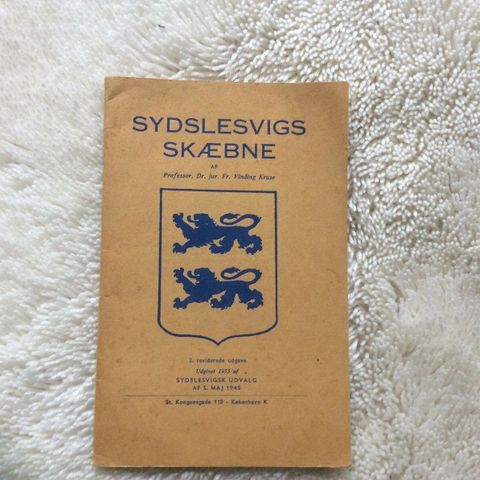 SYDSLESVIGS
SKÆBNE
AF
Professor, Dr. jur. Fr. Vinding Kruse
2. reviderede udgave
Udgivet 1953 af
SYDSLESVIGSK UDVALG
AF 5. MAJ 1945
St. Kongensgade 110 - København K